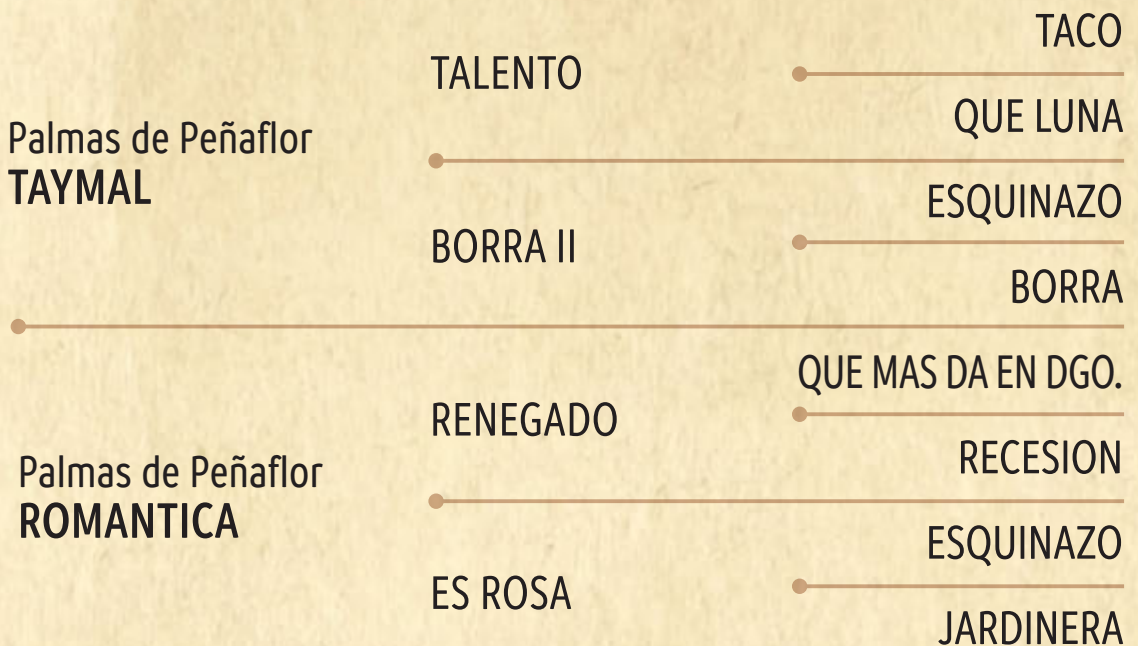 Palmas de Peñaflor
TAYMAL
TALENTO
TACO
QUE LUNA
BORRA II
ESQUINAZO
BORRA
Palmas de Peñaflor
ROMANTICA
RENEGADO
QUE MAS DA EN DGO.
RECESION
ES ROSA
ESQUINAZO
JARDINERA